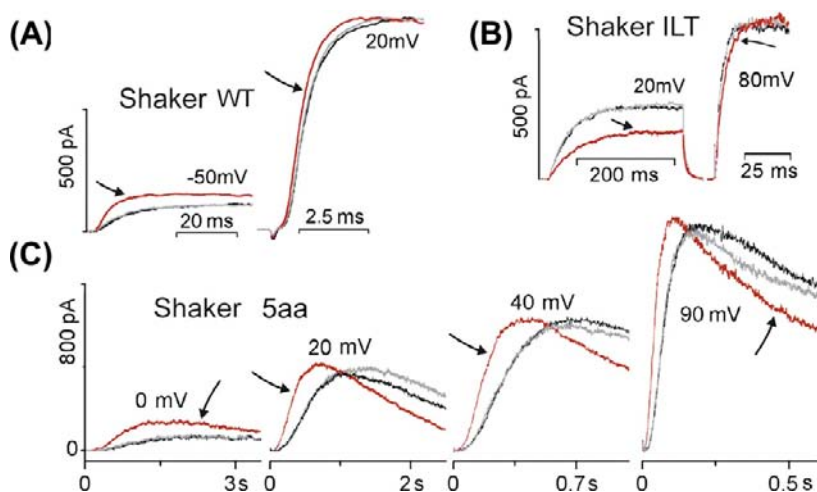 (A)
Shaker WT
500 pA
-50mV
20 ms
20mV
2.5 ms
(B)
Shaker ILT
500 pA
20mV
200 ms
80mV
25 ms
(C)
Shaker 5aa
800 pA
0
0 mV
20 mV
40 mV
90 mV
0 3s
0 2s
0 0.7s
0 0.5s